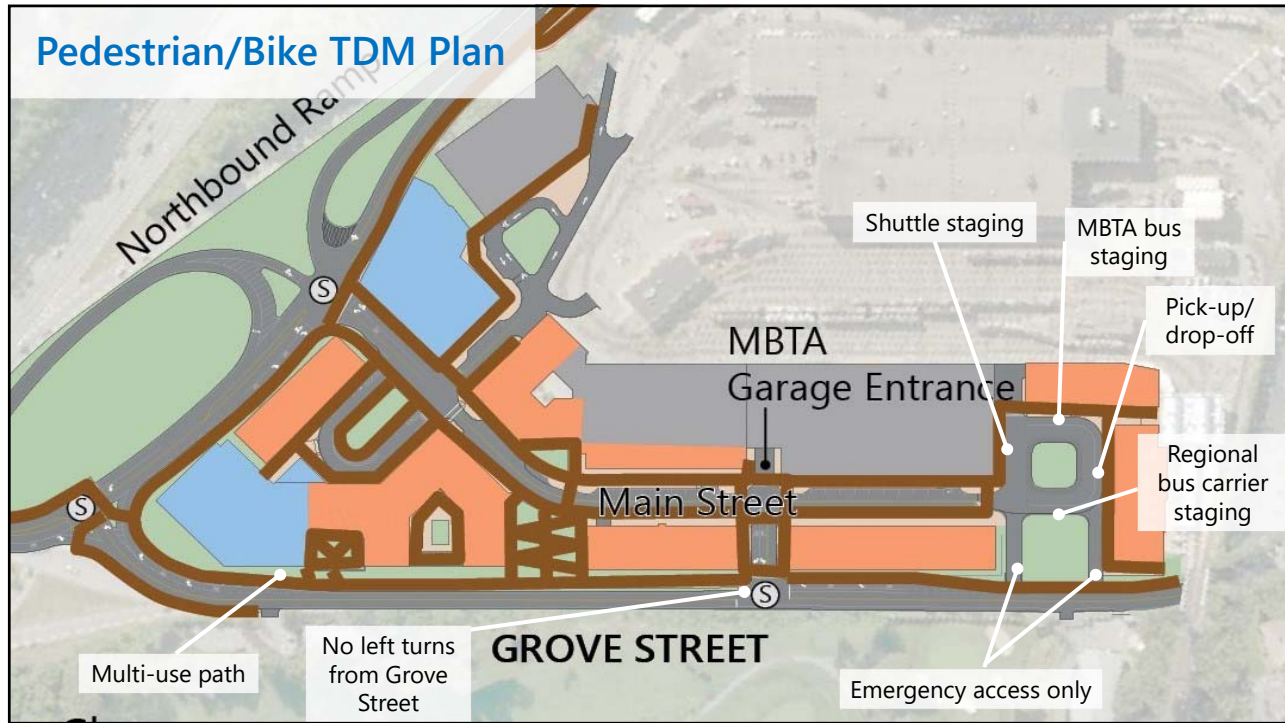 Pedestrian/Bike TDM Plan
Northbound Ramp
Shuttle staging
MBTA bus
staging
Pick-up/
drop-off
MBTA
Garage Entrance
Regional
bus carrier
staging
Main Street
S
S
S
No left turns
from Grove
Street
GROVE STREET
Multi-use path
Emergency access only